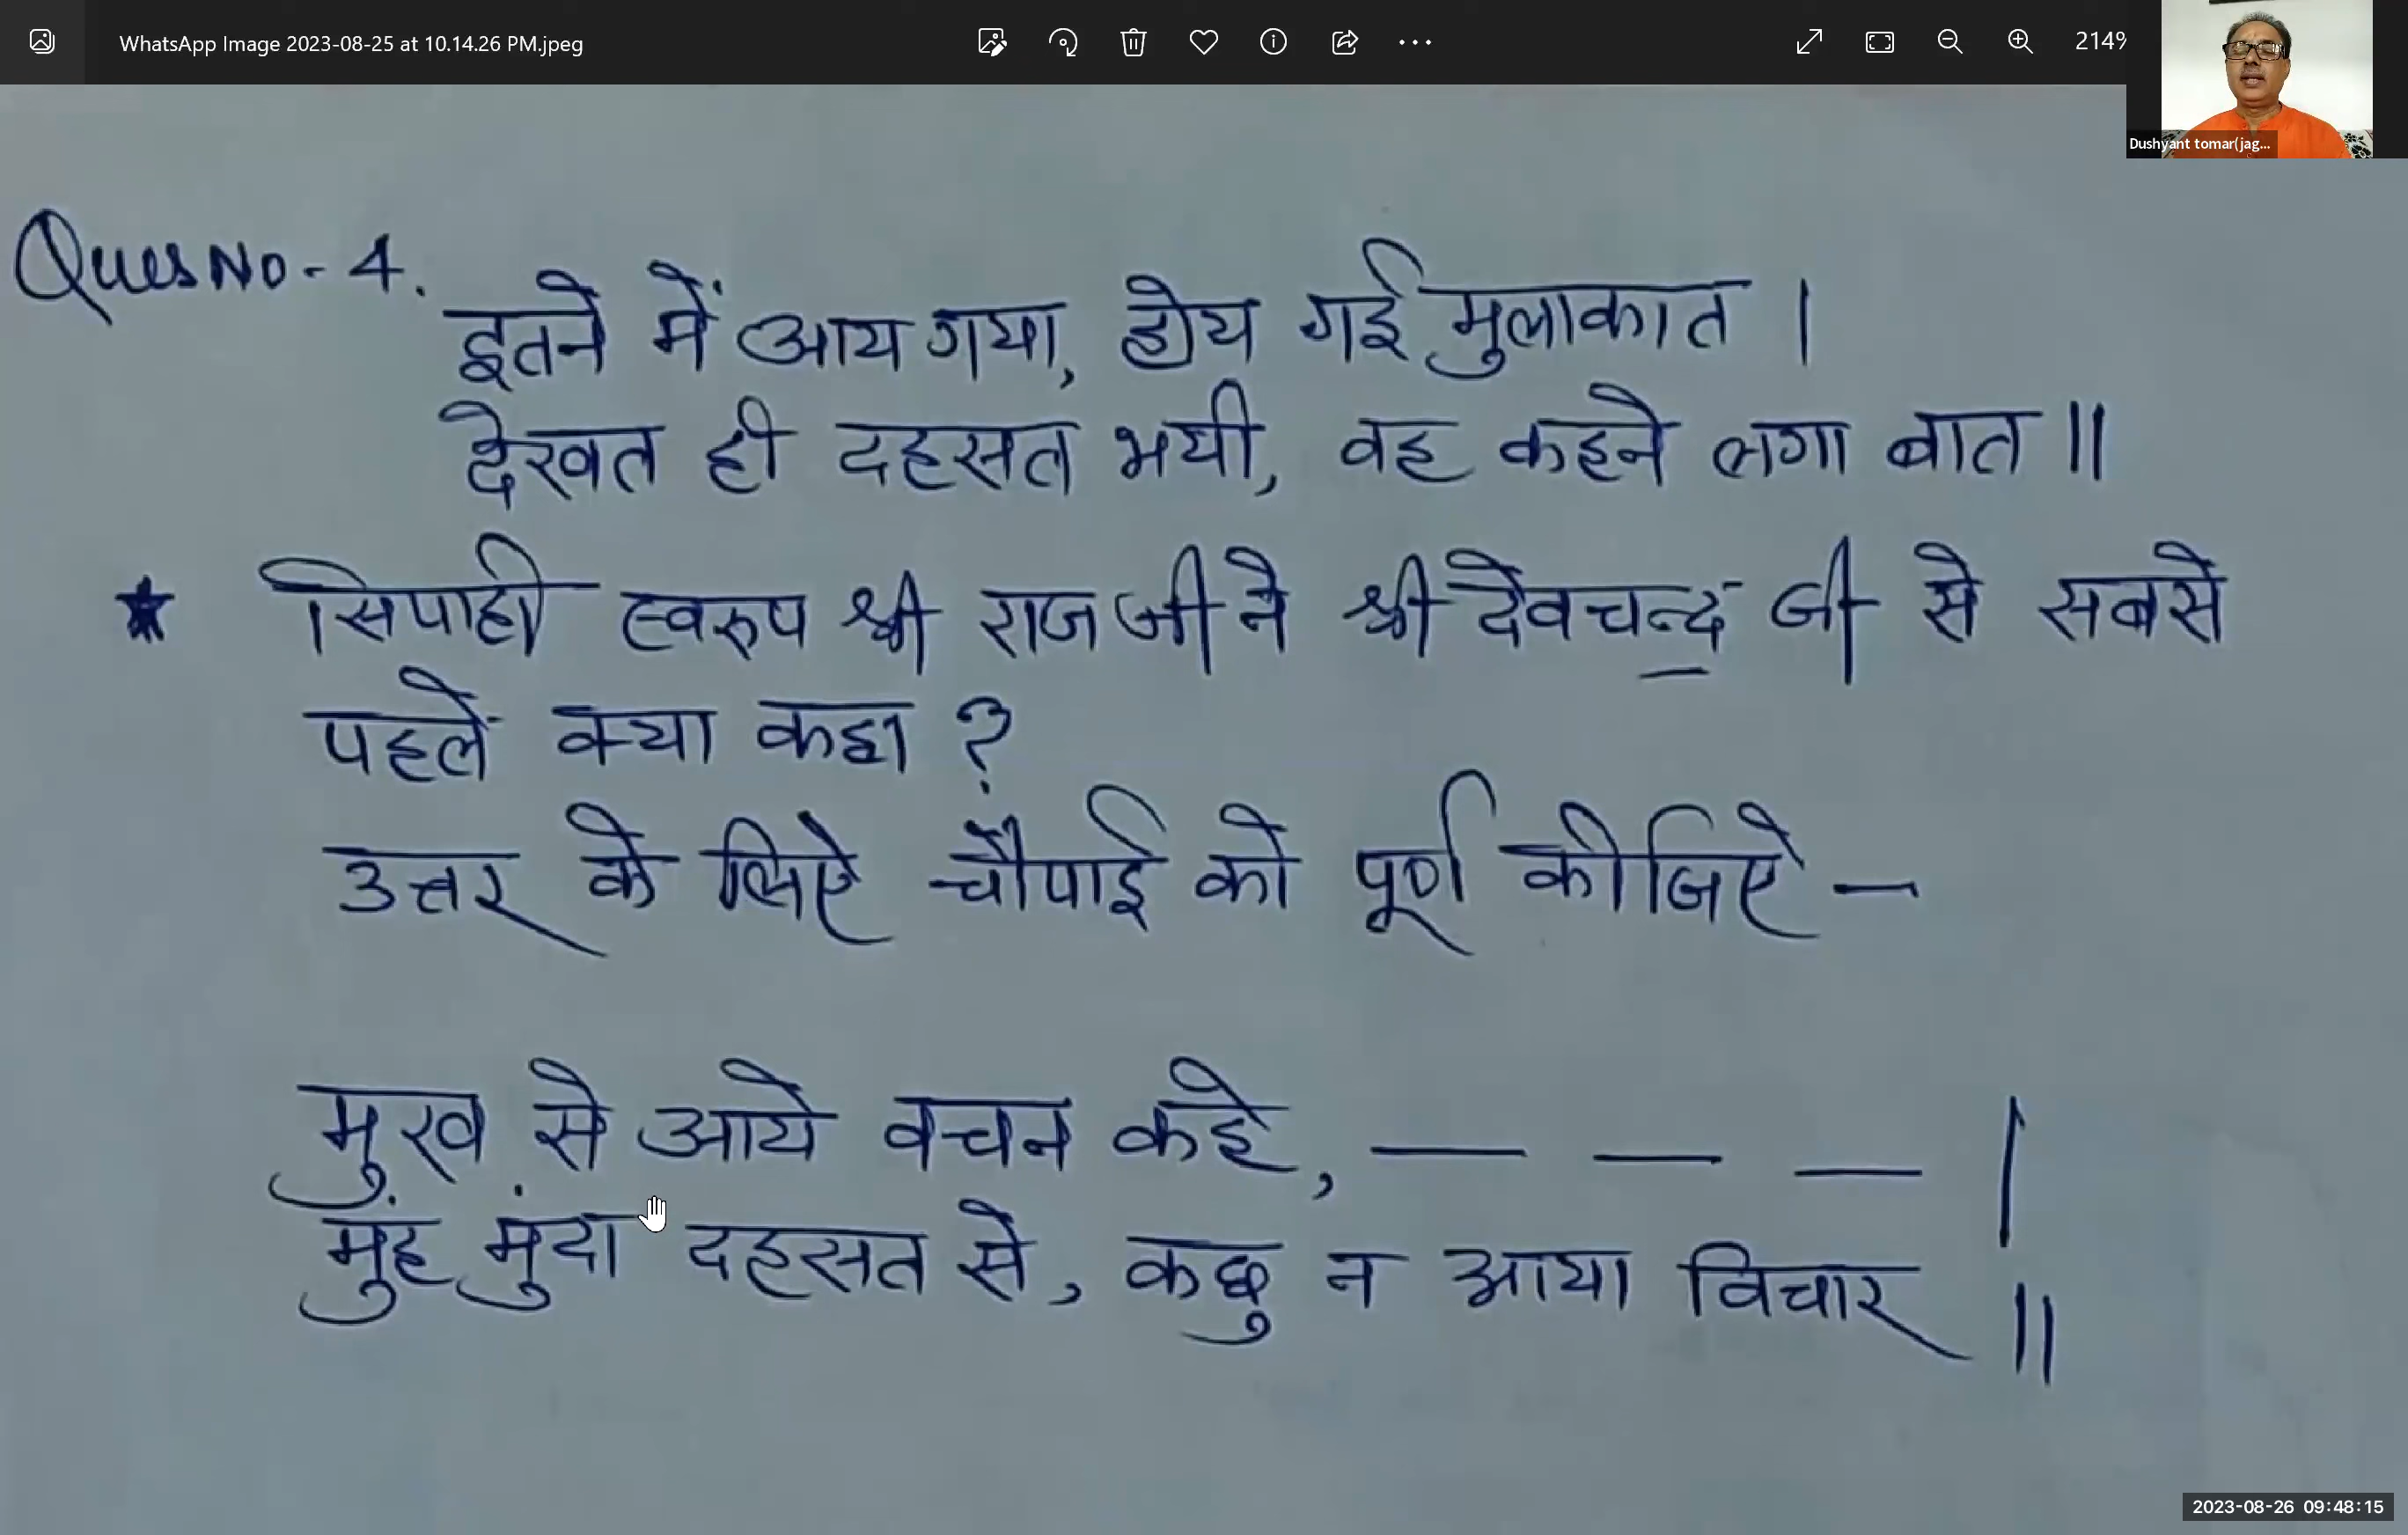 WhatsApp Image 2023-08-25 at 10.14.26 PM.jpeg
214%
Dushyant tomar(jag...
Ques No - 4.
इतने में आय गया, होय गई मुलाकात ।
देखत ही दहसत भयी, वह कहने लगा बात ॥
★ सिपाही स्वरुप श्री राज जी ने श्री देवचन्द्र जी से सबसे
पहले क्या कहा ?
उत्तर के लिऐ चौपाई को पूर्ण कीजिऐ —
मुख से आये वचन कहे, — — — ।
मुंह मुंदा दहसत से, कछु न आया विचार ॥
2023-08-26 09:48:15